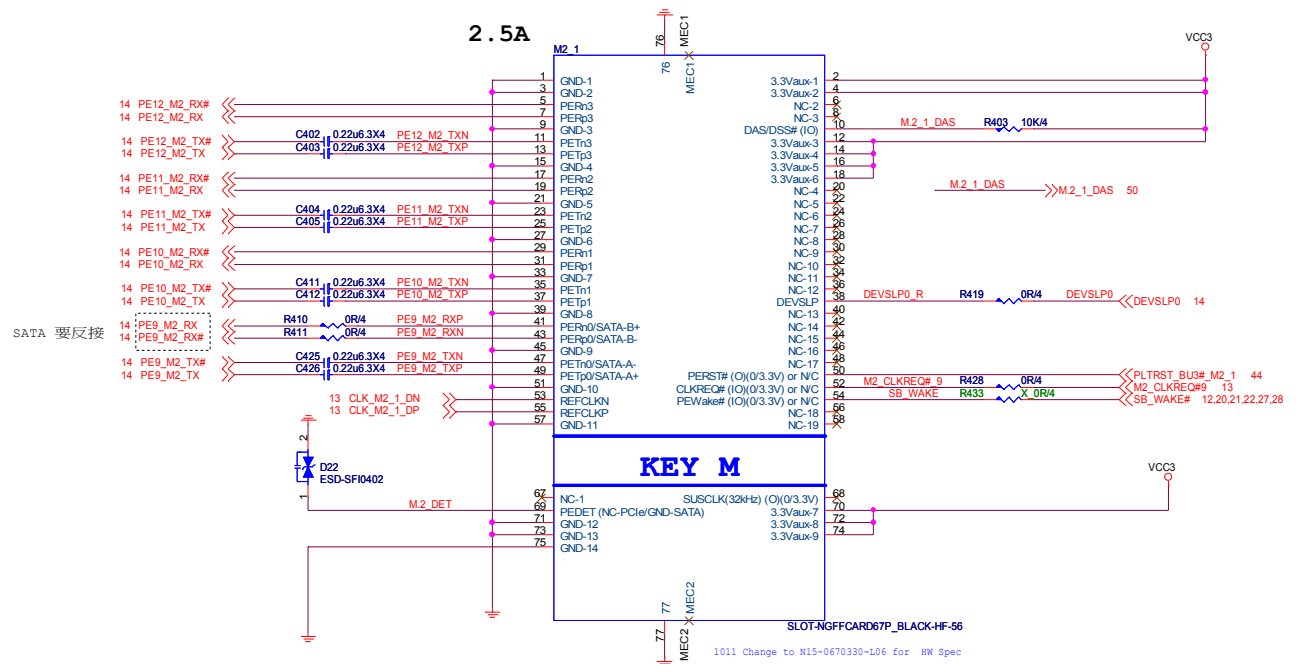 2.5A
M2_1
76
MEC1
76
MEC1
VCC3
1 GND-1
3 GND-2
14 PE12_M2_RX# 5 PERn3
14 PE12_M2_RX 7 PERp3
9 GND-3
14 PE12_M2_TX# C402 0.22u6.3X4 PE12_M2_TXN 11 PETn3
14 PE12_M2_TX C403 0.22u6.3X4 PE12_M2_TXP 13 PETp3
15 GND-4
14 PE11_M2_RX# 17 PERn2
14 PE11_M2_RX 19 PERp2
21 GND-5
14 PE11_M2_TX# C404 0.22u6.3X4 PE11_M2_TXN 23 PETn2
14 PE11_M2_TX C405 0.22u6.3X4 PE11_M2_TXP 25 PETp2
27 GND-6
14 PE10_M2_RX# 29 PERn1
14 PE10_M2_RX 31 PERp1
33 GND-7
14 PE10_M2_TX# C411 0.22u6.3X4 PE10_M2_TXN 35 PETn1
14 PE10_M2_TX C412 0.22u6.3X4 PE10_M2_TXP 37 PETp1
39 GND-8
SATA 要反接
14 PE9_M2_RX R410 0R/4 PE9_M2_RXP 41 PERn0/SATA-B+
14 PE9_M2_RX# R411 0R/4 PE9_M2_RXN 43 PERp0/SATA-B-
45 GND-9
14 PE9_M2_TX# C425 0.22u6.3X4 PE9_M2_TXN 47 PETn0/SATA-A-
14 PE9_M2_TX C426 0.22u6.3X4 PE9_M2_TXP 49 PETp0/SATA-A+
51 GND-10
13 CLK_M2_1_DN 53 REFCLKN
13 CLK_M2_1_DP 55 REFCLKP
57 GND-11
3.3Vaux-1 2
3.3Vaux-2 4
NC-2 6
NC-3 8
DAS/DSS# (IO) 10 M.2_1_DAS R403 10K/4
3.3Vaux-3 12
3.3Vaux-4 14
3.3Vaux-5 16
3.3Vaux-6 18
NC-4 20 M.2_1_DAS M.2_1_DAS 50
NC-5 22
NC-6 24
NC-7 26
NC-8 28
NC-9 30
NC-10 32
NC-11 34
NC-12 36
DEVSLP 38 DEVSLP0_R R419 0R/4 DEVSLP0 DEVSLP0 14
NC-13 40
NC-14 42
NC-15 44
NC-16 46
NC-17 48
PERST# (O)(0/3.3V) or N/C 50 PLTRST_BU3#_M2_1 44
CLKREQ# (IO)(0/3.3V) or N/C 52 M2_CLKREQ#_9 R428 0R/4 M2_CLKREQ#9 13
PEWake# (IO)(0/3.3V) or N/C 54 SB_WAKE R433 X_0R/4 SB_WAKE# 12,20,21,22,27,28
NC-18 56
NC-19 58
KEY M
2
D22
ESD-SFI0402
1
M.2_DET
67 NC-1
69 PEDET (NC-PCIe/GND-SATA)
71 GND-12
73 GND-13
75 GND-14
VCC3
SUSCLK(32kHz) (O)(0/3.3V) 68
3.3Vaux-7 70
3.3Vaux-8 72
3.3Vaux-9 74
77
MEC2
77
MEC2
SLOT-NGFFCARD67P_BLACK-HF-56
1011 Change to N15-0670330-L06 for HW Spec